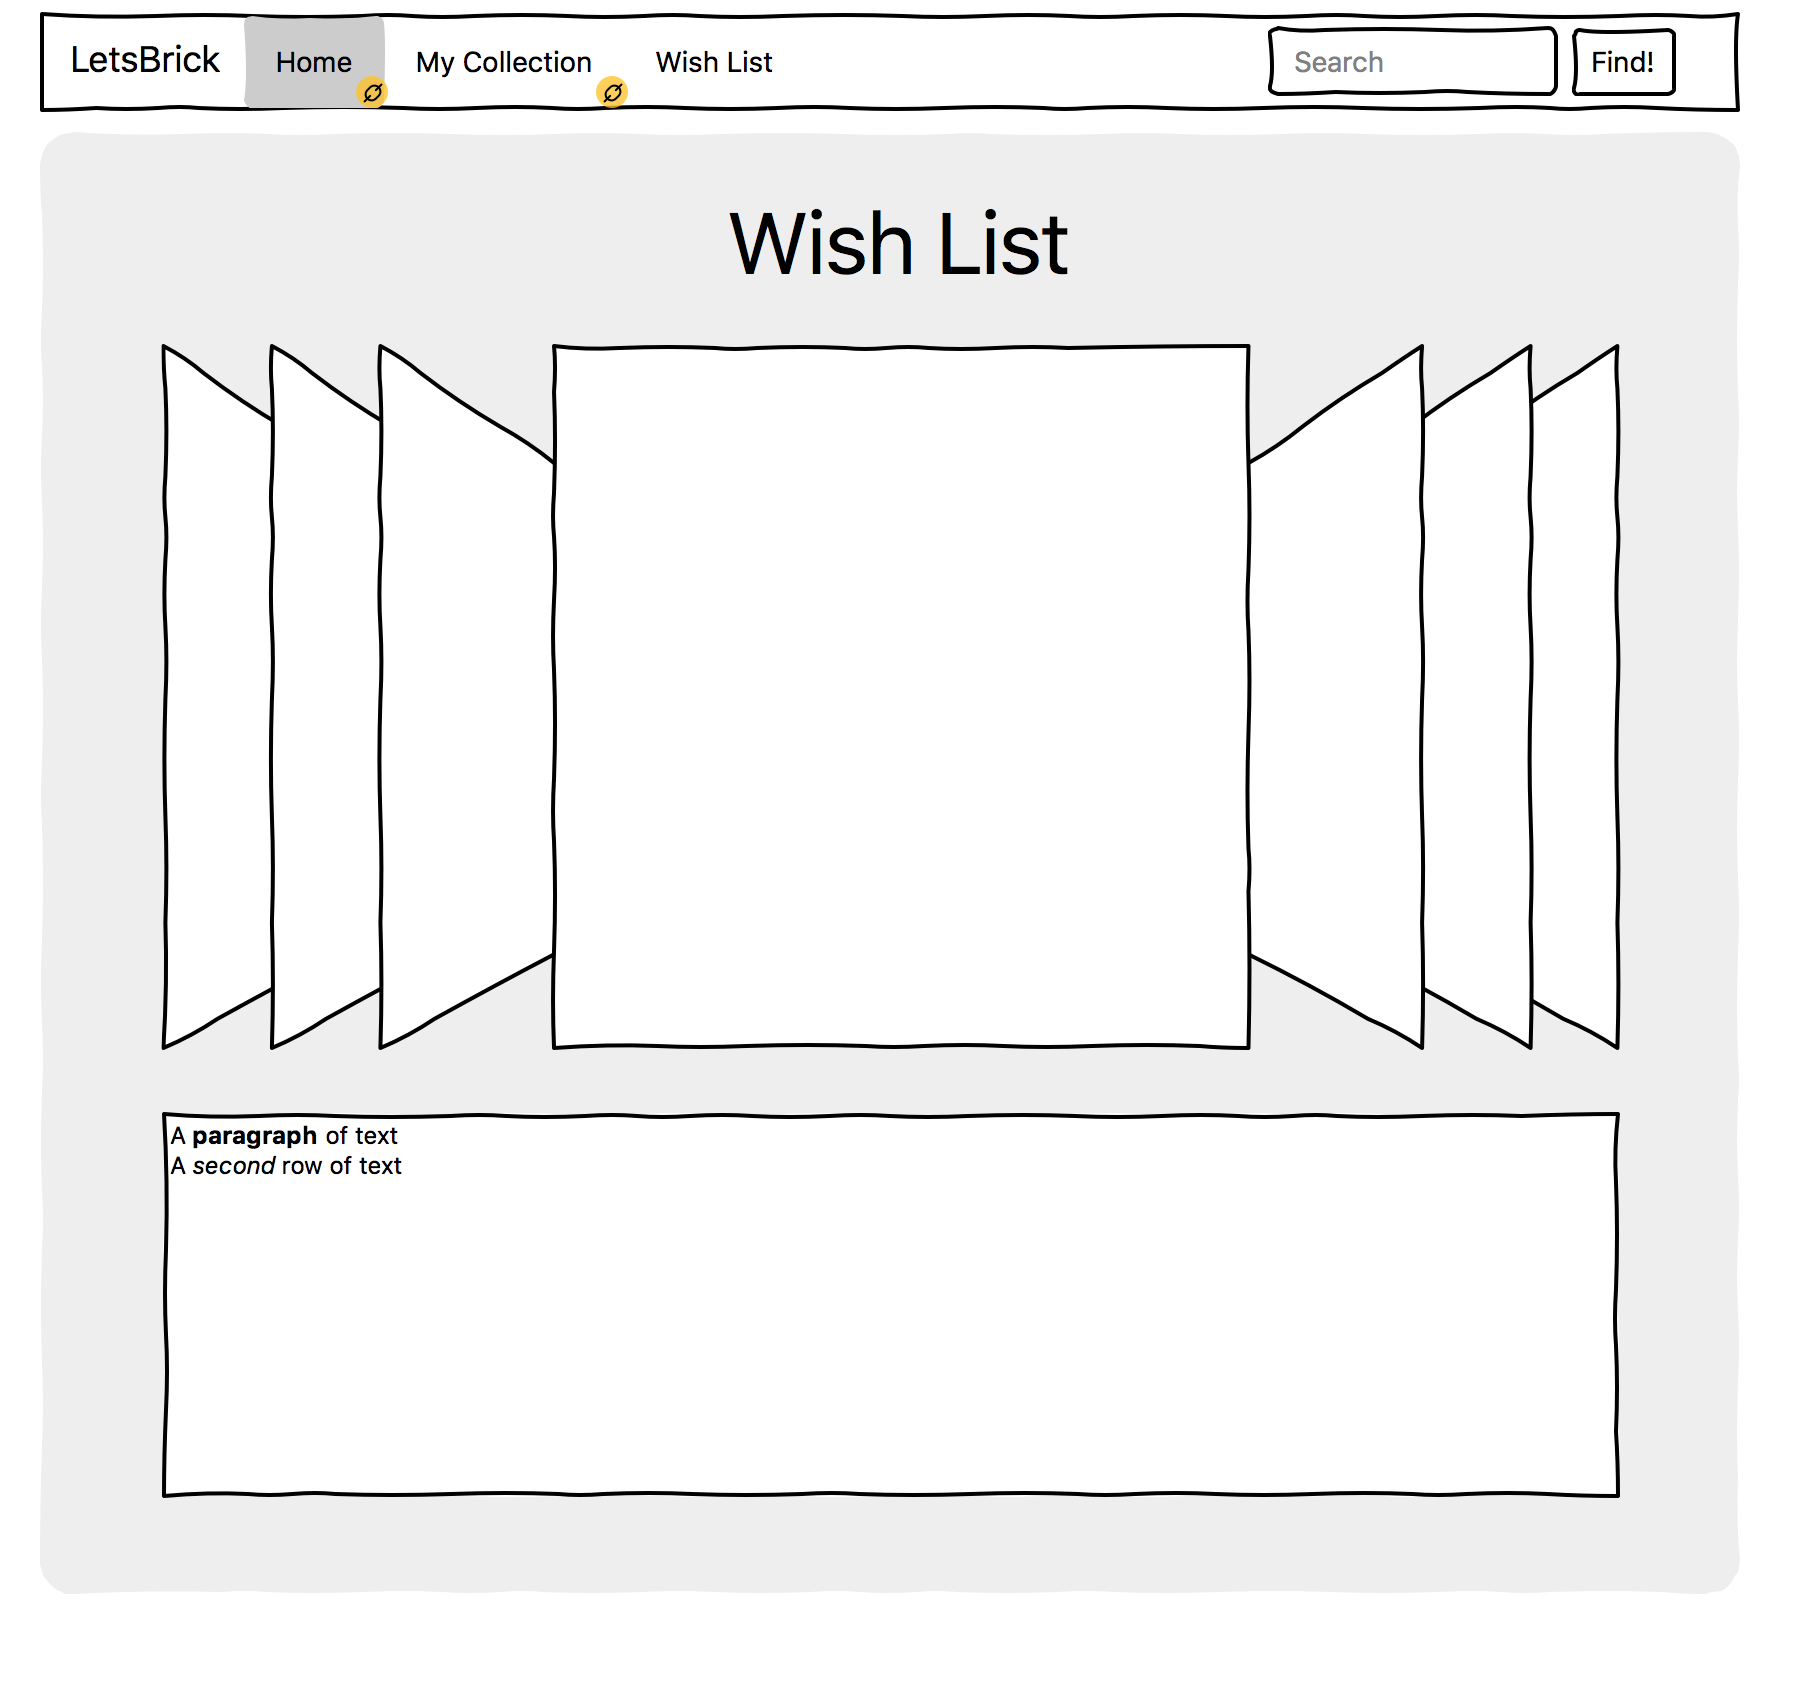 LetsBrick Home My Collection Wish List Search Find!
Wish List
A paragraph of text
A second row of text